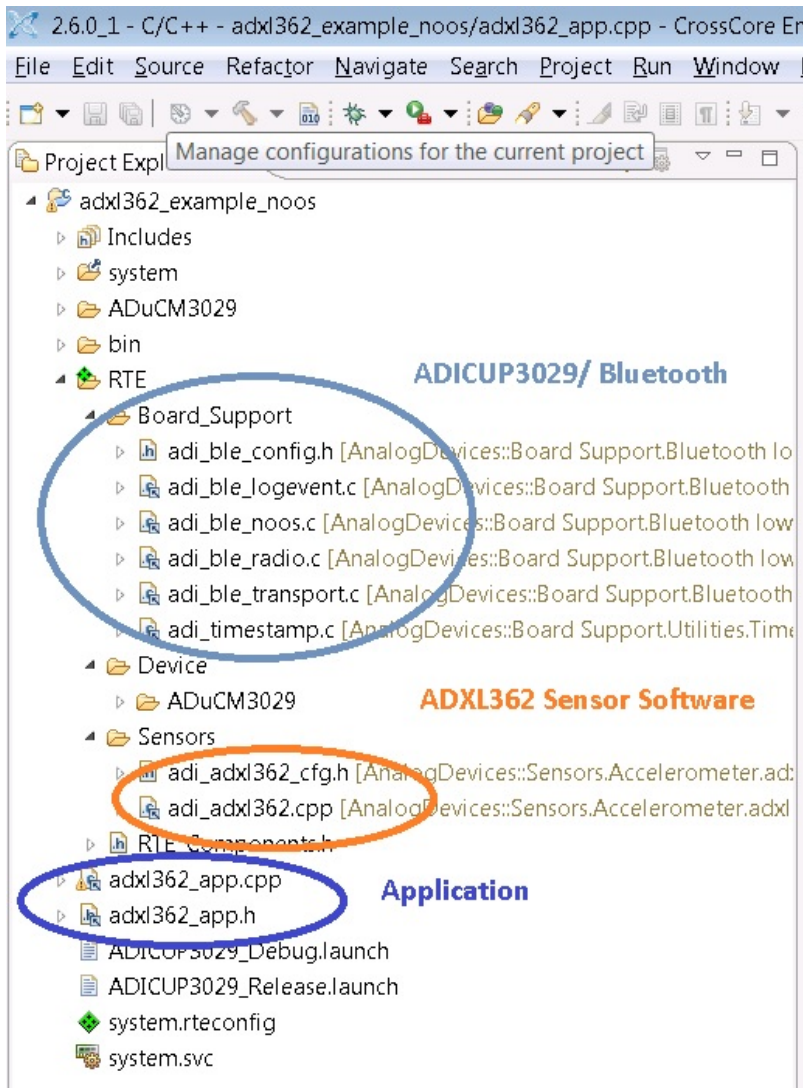 2.6.0_1 - C/C++ - adxl362_example_noos/adxl362_app.cpp - CrossCore En
File Edit Source Refactor Navigate Search Project Run Window
Manage configurations for the current project
Project Expl
adxl362_example_noos
Includes
system
ADuCM3029
bin
RTE
ADICUP3029/ Bluetooth
Board_Support
adi_ble_config.h [AnalogDevices::Board Support.Bluetooth lo
adi_ble_logevent.c [AnalogDevices::Board Support.Bluetooth
adi_ble_noos.c [AnalogDevices::Board Support.Bluetooth low
adi_ble_radio.c [AnalogDevices::Board Support.Bluetooth low
adi_ble_transport.c [AnalogDevices::Board Support.Bluetooth
adi_timestamp.c [AnalogDevices::Board Support.Utilities.Time
Device
ADuCM3029
ADXL362 Sensor Software
Sensors
adi_adxl362_cfg.h [AnalogDevices::Sensors.Accelerometer.adx
adi_adxl362.cpp [AnalogDevices::Sensors.Accelerometer.adxl
RTE_Components.h
adxl362_app.cpp
Application
adxl362_app.h
ADICUP3029_Debug.launch
ADICUP3029_Release.launch
system.rteconfig
system.svc